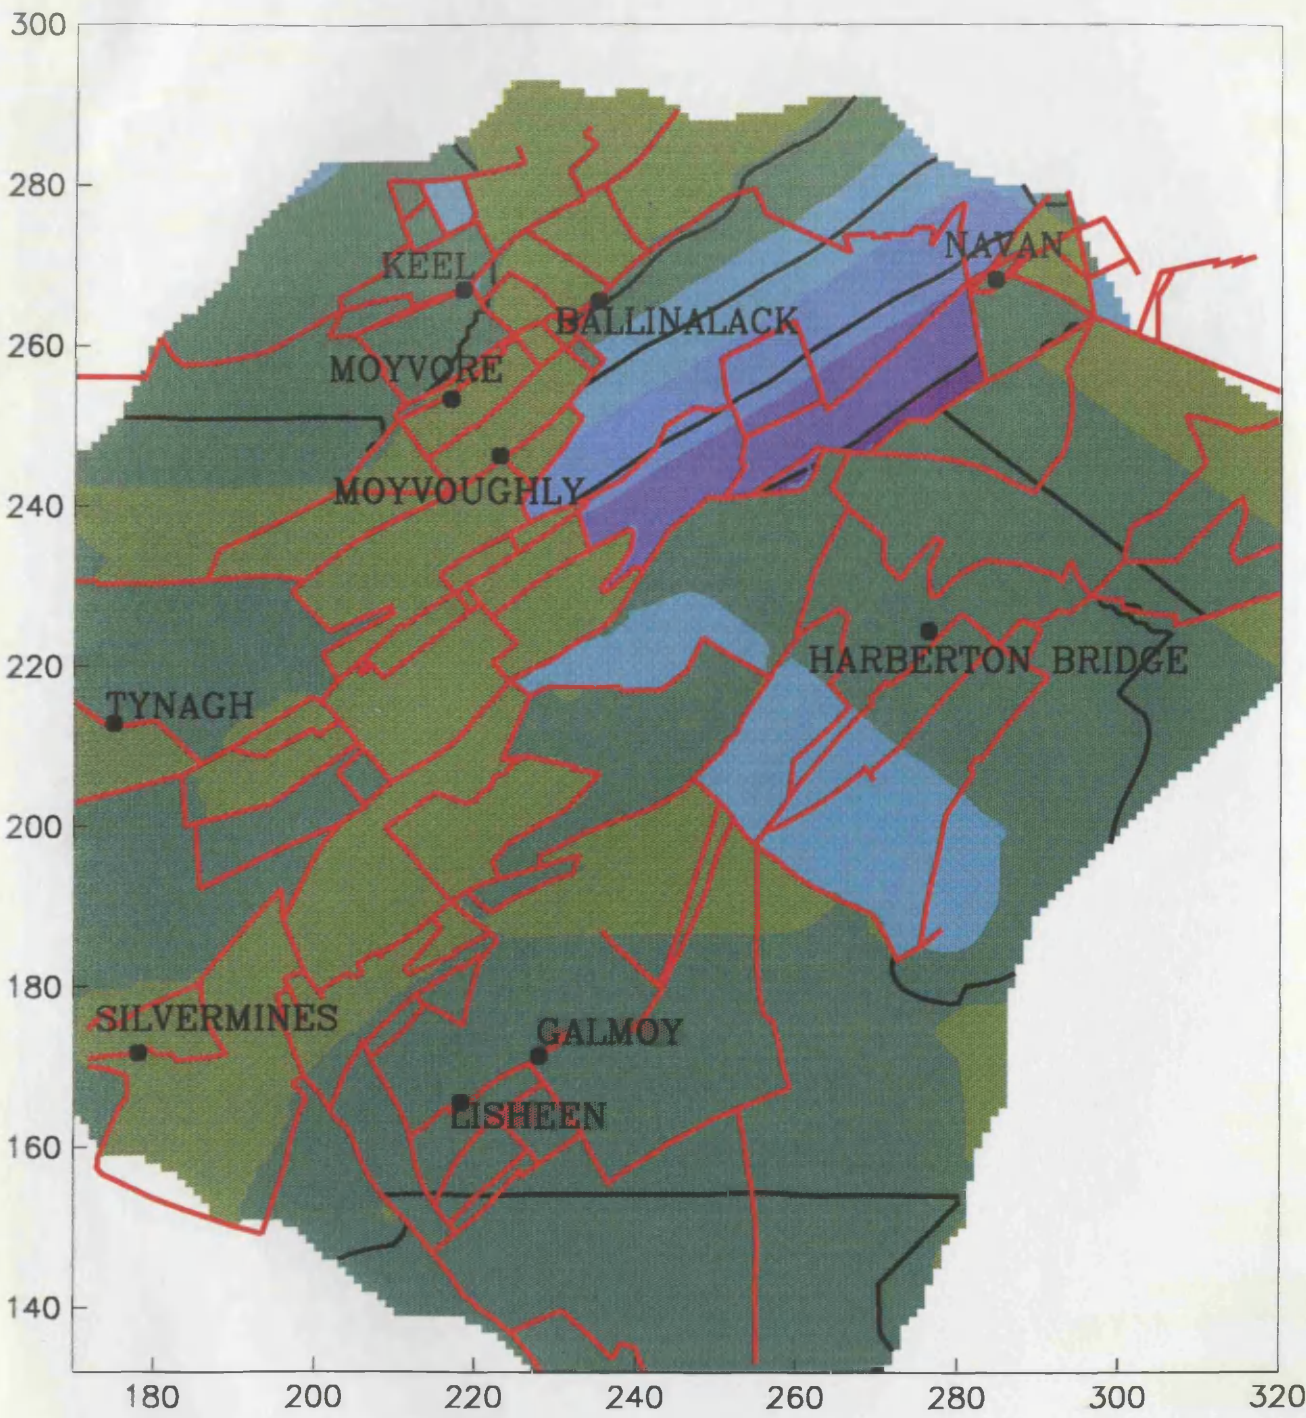 300
280
NAVAN
KEEL
BALLINALACK
260
MOYVORE
MOYVOUGHLY
240
HARBERTON BRIDGE
220
TYNAGH
200
180
SILVERMINES
GALMOY
LISHEEN
160
140
180 200 220 240 260 280 300 320